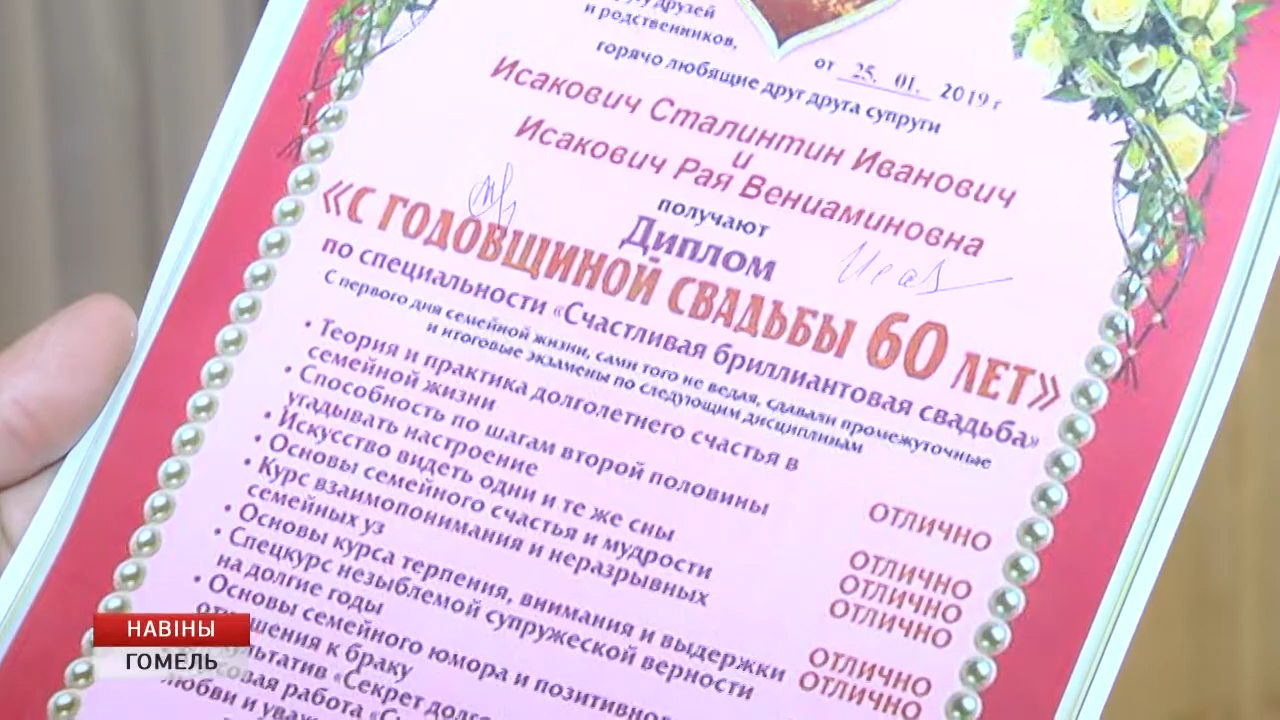 друзей
и родственников,
от 25. 01. 2019 г
горячо любящие друг друга супруги
Исакович Сталинтин Иванович
и
Исакович Рая Вениаминовна
получают
Диплом
«С ГОДОВЩИНОЙ СВАДЬБЫ 60 ЛЕТ»
по специальности «Счастливая бриллиантовая свадьба»
С первого дня семейной жизни, сами того не ведая, сдавали промежуточные
и итоговые экзамены по следующим дисциплинам
• Теория и практика долголетнего счастья в
семейной жизни ОТЛИЧНО
• Способность по шагам второй половины
угадывать настроение ОТЛИЧНО
• Искусство видеть одни и те же сны ОТЛИЧНО
• Основы семейного счастья и мудрости ОТЛИЧНО
• Курс взаимопонимания и неразрывных
семейных уз ОТЛИЧНО
• Основы курса терпения, внимания и выдержки ОТЛИЧНО
• Спецкурс незыблемой супружеской верности
на долгие годы
• Основы семейного юмора и позитивно
отношения к браку
«Секрет
работа
любви и
НАВІНЫ
ГОМЕЛЬ